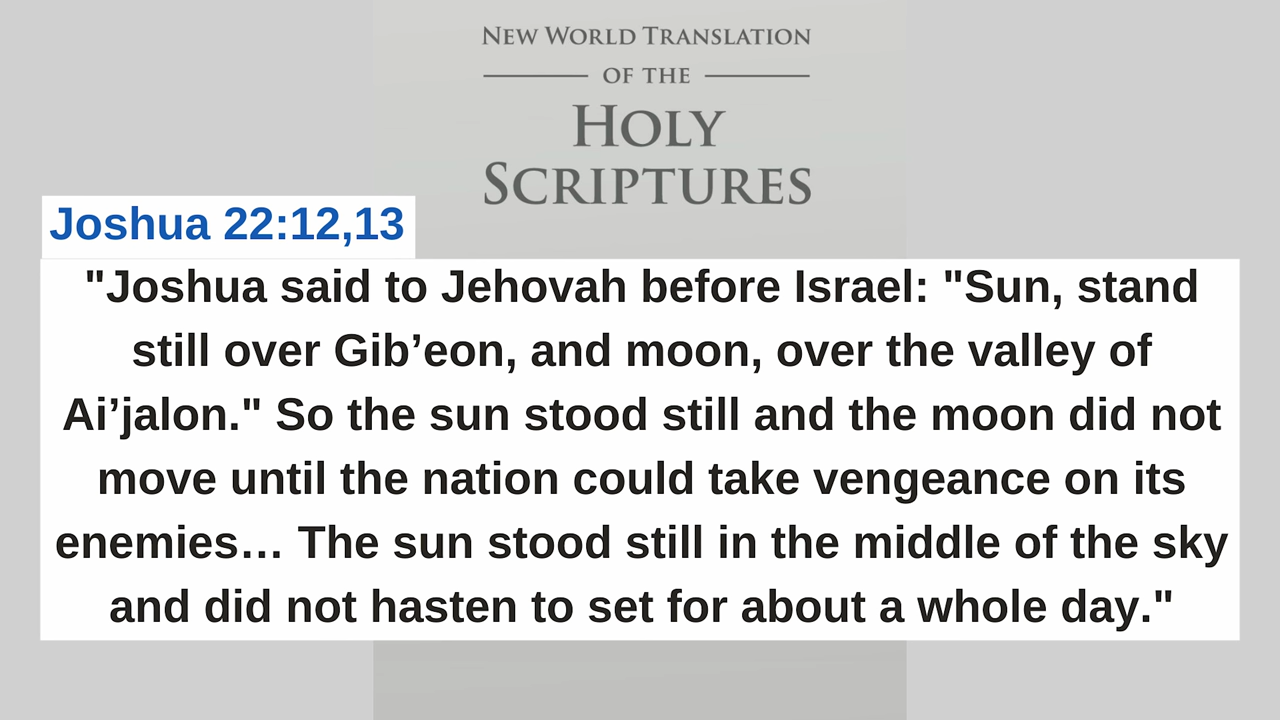 NEW WORLD TRANSLATION
OF THE
HOLY
SCRIPTURES
Joshua 22:12,13
"Joshua said to Jehovah before Israel: "Sun, stand
still over Gib’eon, and moon, over the valley of
Ai’jalon." So the sun stood still and the moon did not
move until the nation could take vengeance on its
enemies… The sun stood still in the middle of the sky
and did not hasten to set for about a whole day."